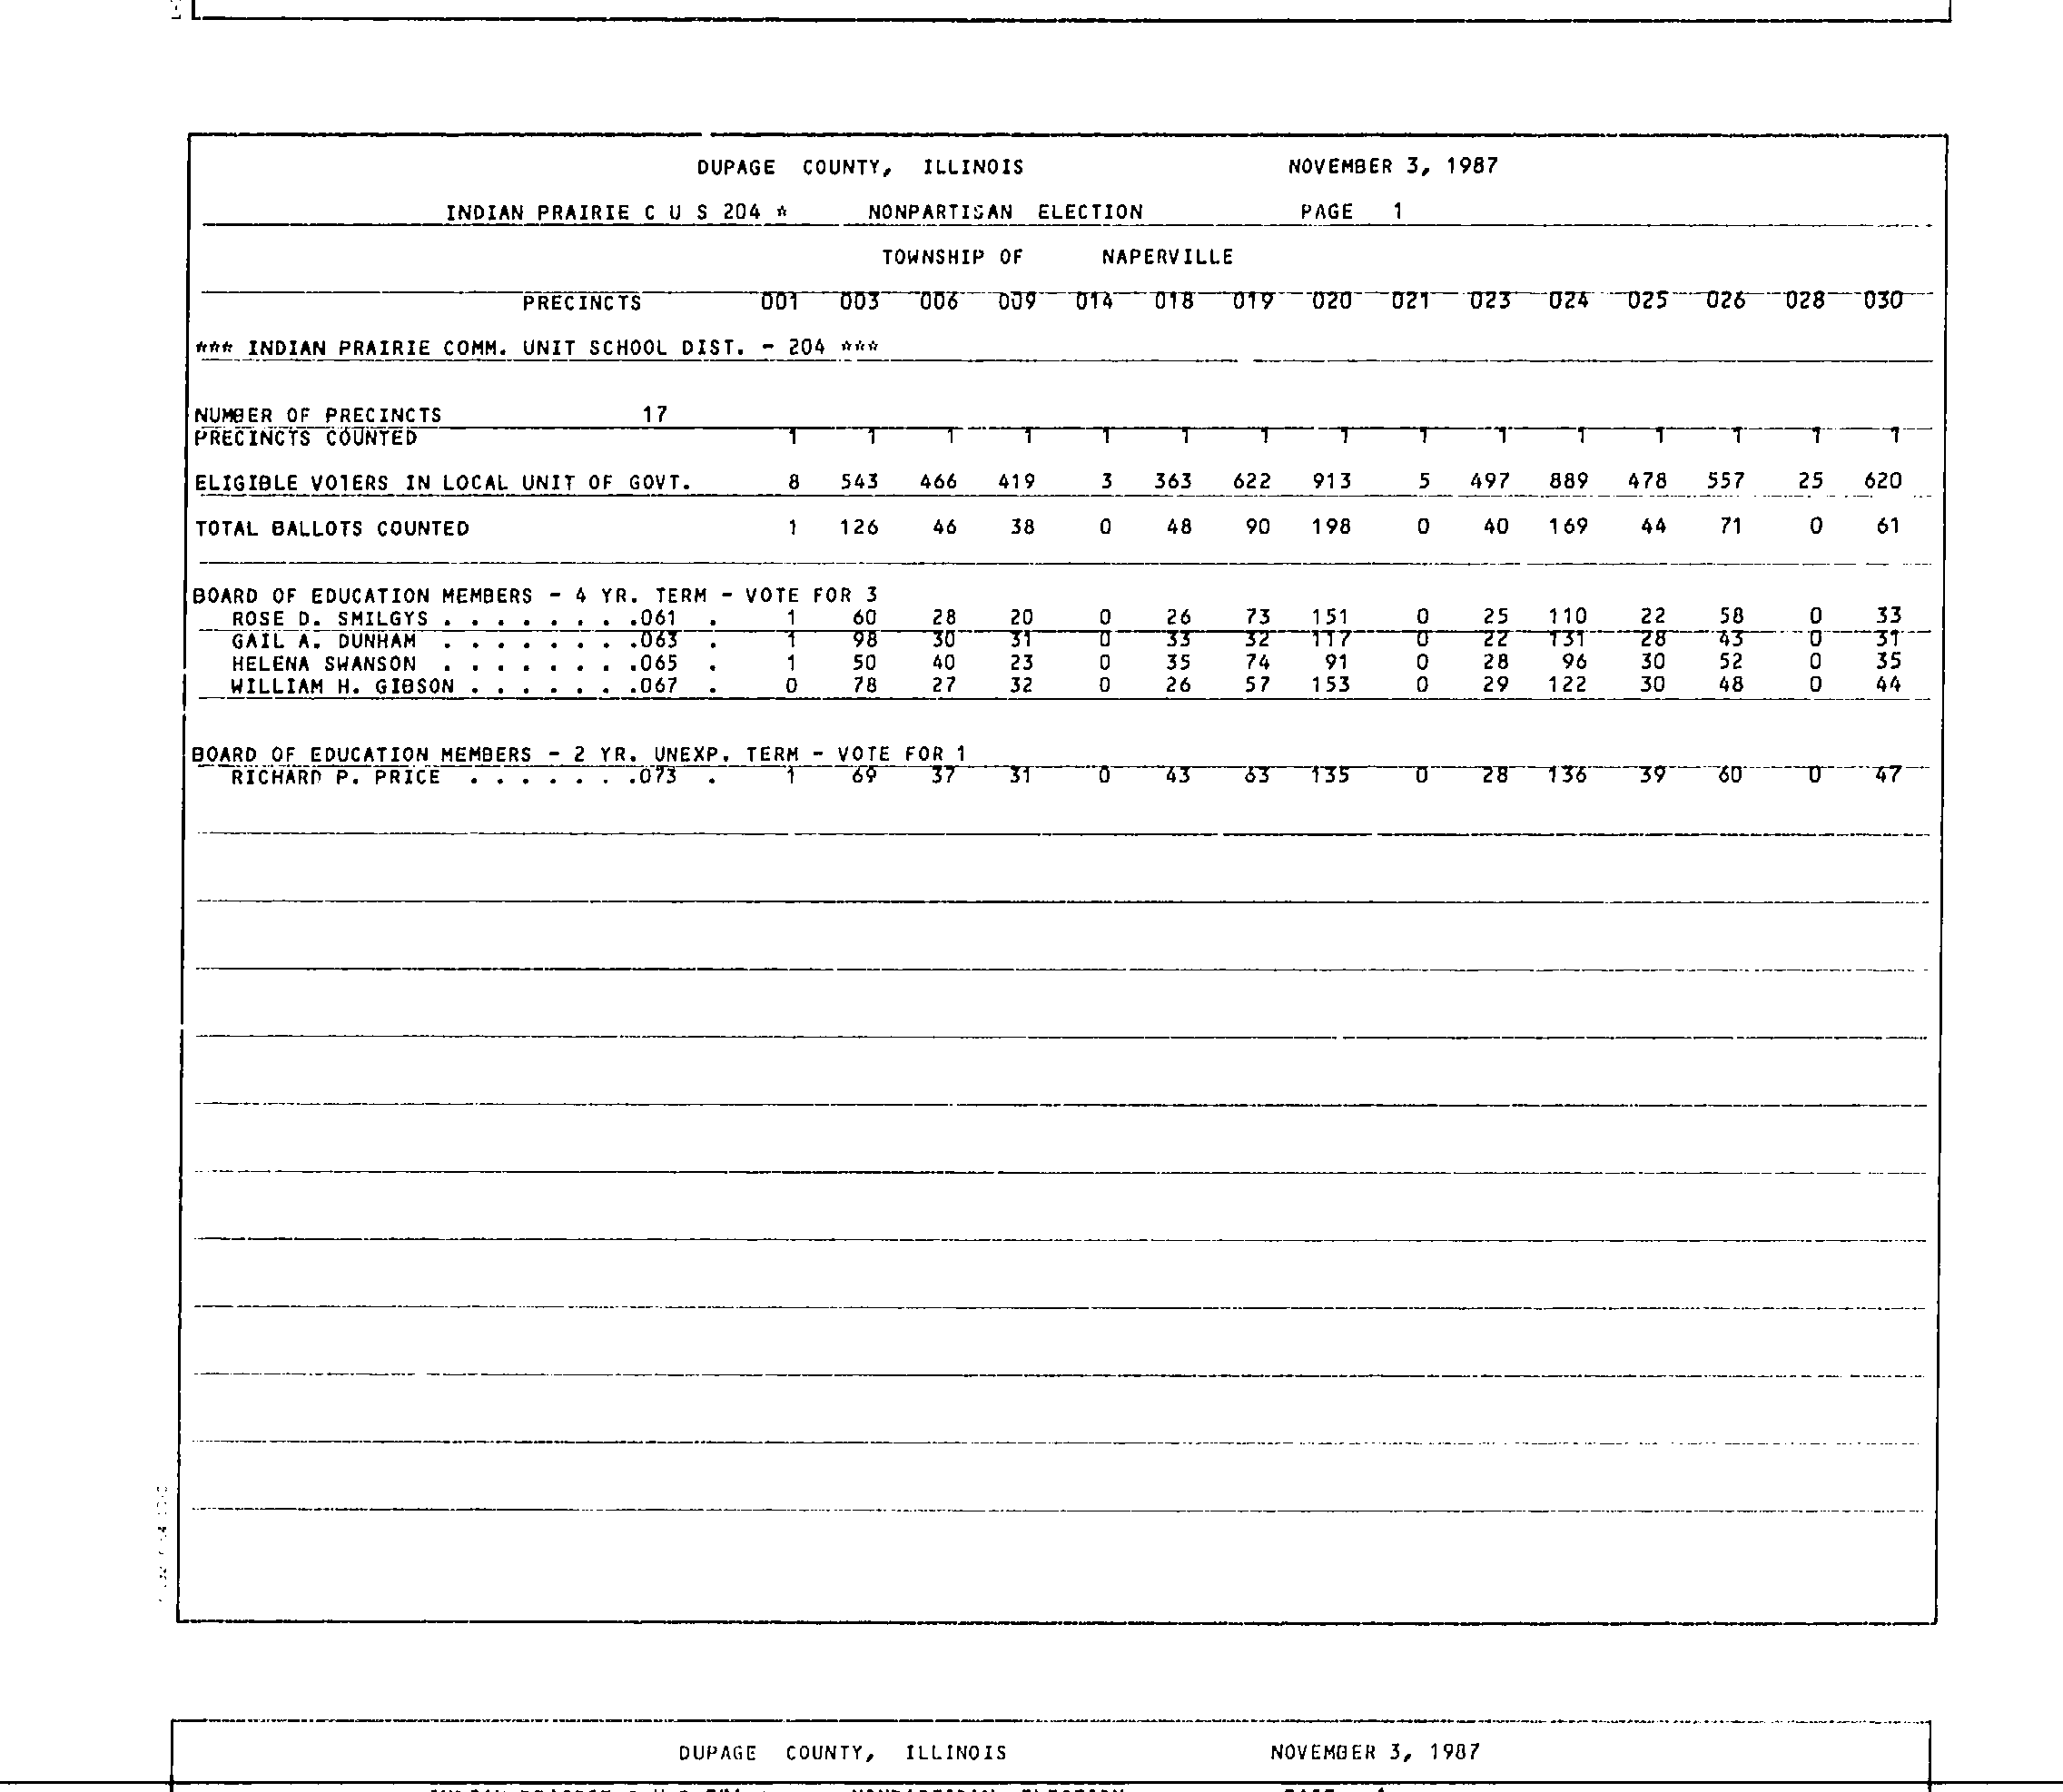 DUPAGE COUNTY, ILLINOIS NOVEMBER 3, 1987
INDIAN PRAIRIE C U S 204 * NONPARTISAN ELECTION PAGE 1
TOWNSHIP OF NAPERVILLE
PRECINCTS 001 003 006 009 014 018 019 020 021 023 024 025 026 028 030
*** INDIAN PRAIRIE COMM. UNIT SCHOOL DIST. - 204 ***
NUMBER OF PRECINCTS 17
PRECINCTS COUNTED 1 1 1 1 1 1 1 1 1 1 1 1 1 1 1
ELIGIBLE VOTERS IN LOCAL UNIT OF GOVT. 8 543 466 419 3 363 622 913 5 497 889 478 557 25 620
TOTAL BALLOTS COUNTED 1 126 46 38 0 48 90 198 0 40 169 44 71 0 61
BOARD OF EDUCATION MEMBERS - 4 YR. TERM - VOTE FOR 3
ROSE D. SMILGYS . . . . . . . .061 . 1 60 28 20 0 26 73 151 0 25 110 22 58 0 33
GAIL A. DUNHAM . . . . . . . .063 . 1 98 30 31 0 33 32 117 0 22 131 28 43 0 31
HELENA SWANSON . . . . . . . .065 . 1 50 40 23 0 35 74 91 0 28 96 30 52 0 35
WILLIAM H. GIBSON . . . . . . .067 . 0 78 27 32 0 26 57 153 0 29 122 30 48 0 44
BOARD OF EDUCATION MEMBERS - 2 YR. UNEXP. TERM - VOTE FOR 1
RICHARD P. PRICE . . . . . . .073 . 1 69 37 31 0 43 63 135 0 28 136 39 60 0 47
DUPAGE COUNTY, ILLINOIS NOVEMBER 3, 1987